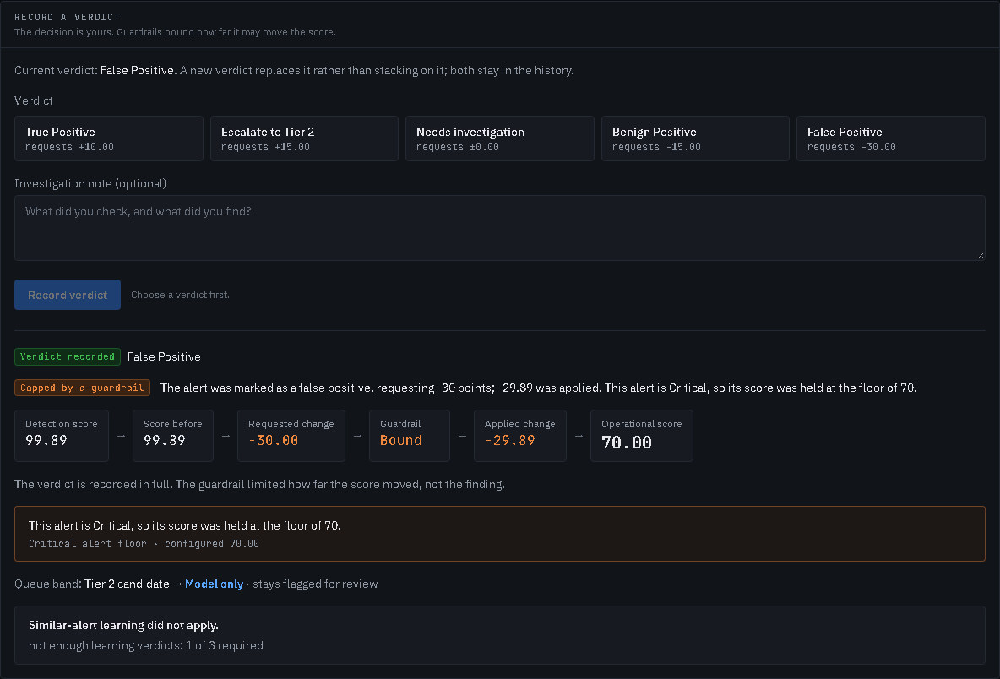 RECORD A VERDICT
The decision is yours. Guardrails bound how far it may move the score.
Current verdict: False Positive. A new verdict replaces it rather than stacking on it; both stay in the history.
Verdict
True Positive
requests +10.00
Escalate to Tier 2
requests +15.00
Needs investigation
requests ±0.00
Benign Positive
requests -15.00
False Positive
requests -30.00
Investigation note (optional)
What did you check, and what did you find?
Record verdict
Choose a verdict first.
Verdict recorded False Positive
Capped by a guardrail The alert was marked as a false positive, requesting -30 points; -29.89 was applied. This alert is Critical, so its score was held at the floor of 70.
Detection score
99.89
→
Score before
99.89
→
Requested change
-30.00
→
Guardrail
Bound
→
Applied change
-29.89
→
Operational score
70.00
The verdict is recorded in full. The guardrail limited how far the score moved, not the finding.
This alert is Critical, so its score was held at the floor of 70.
Critical alert floor · configured 70.00
Queue band: Tier 2 candidate → Model only · stays flagged for review
Similar-alert learning did not apply.
not enough learning verdicts: 1 of 3 required